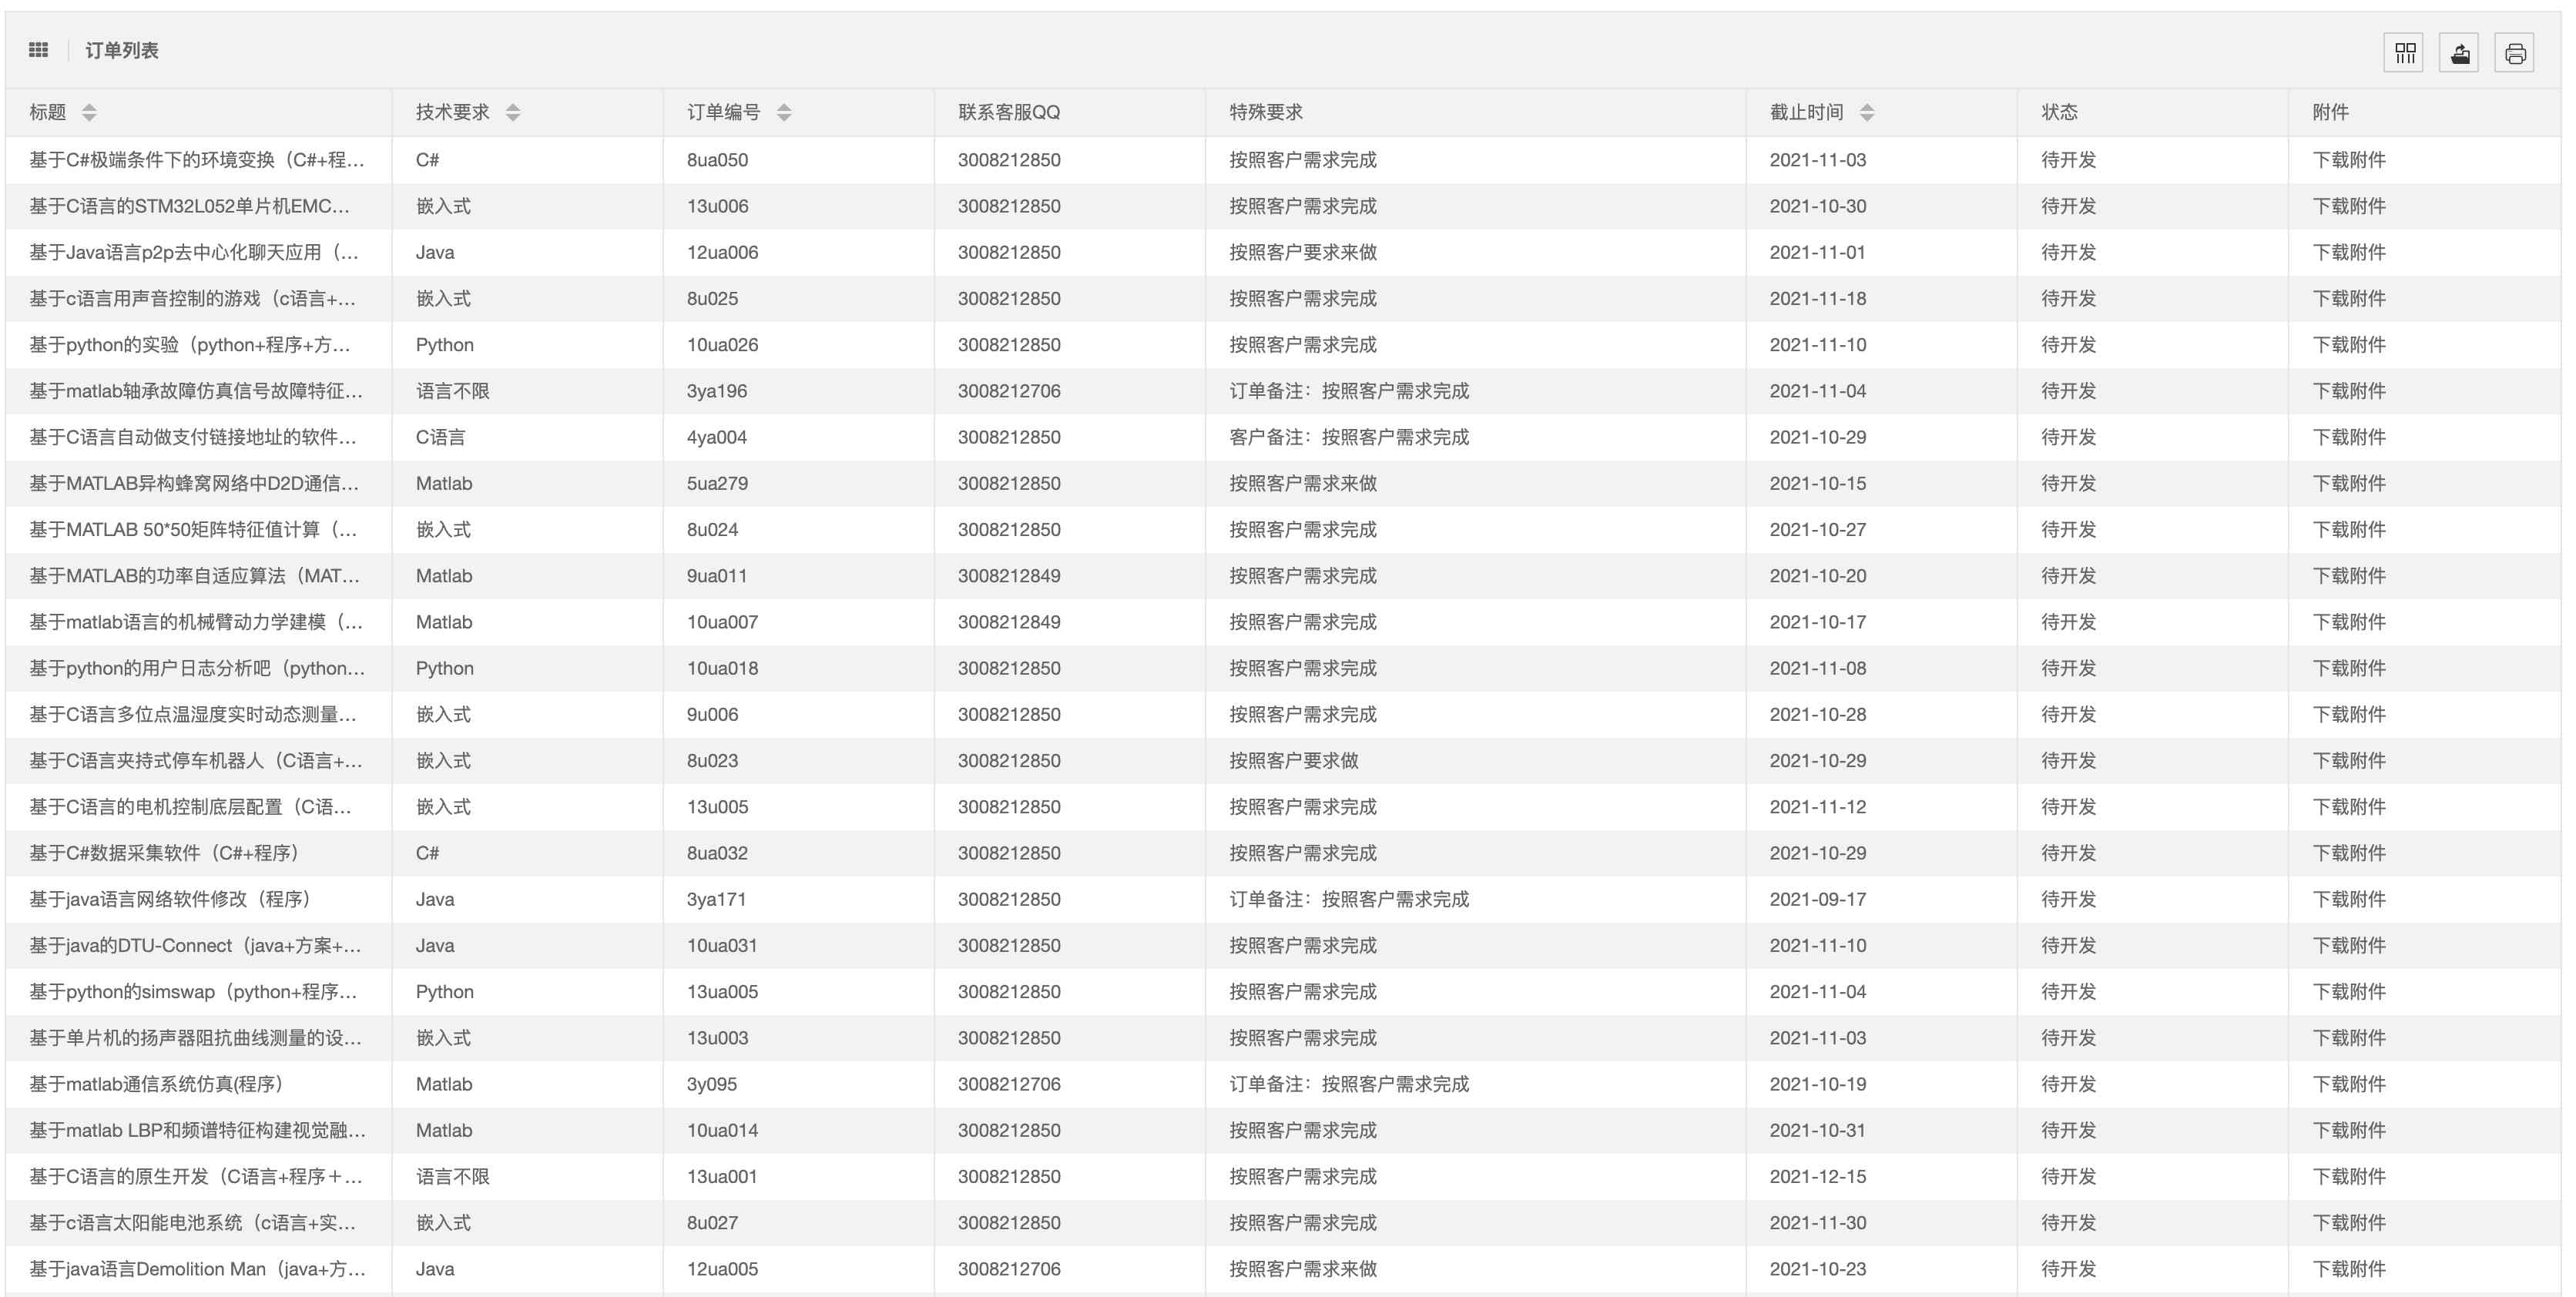 订单列表
标题 技术要求 订单编号 联系客服QQ 特殊要求 截止时间 状态 附件
基于C#极端条件下的环境变换（C#+程… C# 8ua050 3008212850 按照客户需求完成 2021-11-03 待开发 下载附件
基于C语言的STM32L052单片机EMC… 嵌入式 13u006 3008212850 按照客户需求完成 2021-10-30 待开发 下载附件
基于Java语言p2p去中心化聊天应用（… Java 12ua006 3008212850 按照客户要求来做 2021-11-01 待开发 下载附件
基于c语言用声音控制的游戏（c语言+… 嵌入式 8u025 3008212850 按照客户需求完成 2021-11-18 待开发 下载附件
基于python的实验（python+程序+方… Python 10ua026 3008212850 按照客户需求完成 2021-11-10 待开发 下载附件
基于matlab轴承故障仿真信号故障特征… 语言不限 3ya196 3008212706 订单备注：按照客户需求完成 2021-11-04 待开发 下载附件
基于C语言自动做支付链接地址的软件… C语言 4ya004 3008212850 客户备注：按照客户需求完成 2021-10-29 待开发 下载附件
基于MATLAB异构蜂窝网络中D2D通信… Matlab 5ua279 3008212850 按照客户需求来做 2021-10-15 待开发 下载附件
基于MATLAB 50*50矩阵特征值计算（… 嵌入式 8u024 3008212850 按照客户需求完成 2021-10-27 待开发 下载附件
基于MATLAB的功率自适应算法（MAT… Matlab 9ua011 3008212849 按照客户需求完成 2021-10-20 待开发 下载附件
基于matlab语言的机械臂动力学建模（… Matlab 10ua007 3008212849 按照客户需求完成 2021-10-17 待开发 下载附件
基于python的用户日志分析吧（python… Python 10ua018 3008212850 按照客户需求完成 2021-11-08 待开发 下载附件
基于C语言多位点温湿度实时动态测量… 嵌入式 9u006 3008212850 按照客户需求完成 2021-10-28 待开发 下载附件
基于C语言夹持式停车机器人（C语言+… 嵌入式 8u023 3008212850 按照客户要求做 2021-10-29 待开发 下载附件
基于C语言的电机控制底层配置（C语… 嵌入式 13u005 3008212850 按照客户需求完成 2021-11-12 待开发 下载附件
基于C#数据采集软件（C#+程序） C# 8ua032 3008212850 按照客户需求完成 2021-10-29 待开发 下载附件
基于java语言网络软件修改（程序） Java 3ya171 3008212850 订单备注：按照客户需求完成 2021-09-17 待开发 下载附件
基于java的DTU-Connect（java+方案+… Java 10ua031 3008212850 按照客户需求完成 2021-11-10 待开发 下载附件
基于python的simswap（python+程序… Python 13ua005 3008212850 按照客户需求完成 2021-11-04 待开发 下载附件
基于单片机的扬声器阻抗曲线测量的设… 嵌入式 13u003 3008212850 按照客户需求完成 2021-11-03 待开发 下载附件
基于matlab通信系统仿真(程序） Matlab 3y095 3008212706 订单备注：按照客户需求完成 2021-10-19 待开发 下载附件
基于matlab LBP和频谱特征构建视觉融… Matlab 10ua014 3008212850 按照客户需求完成 2021-10-31 待开发 下载附件
基于C语言的原生开发（C语言+程序＋… 语言不限 13ua001 3008212850 按照客户需求完成 2021-12-15 待开发 下载附件
基于c语言太阳能电池系统（c语言+实… 嵌入式 8u027 3008212850 按照客户需求完成 2021-11-30 待开发 下载附件
基于java语言Demolition Man（java+方… Java 12ua005 3008212706 按照客户需求来做 2021-10-23 待开发 下载附件